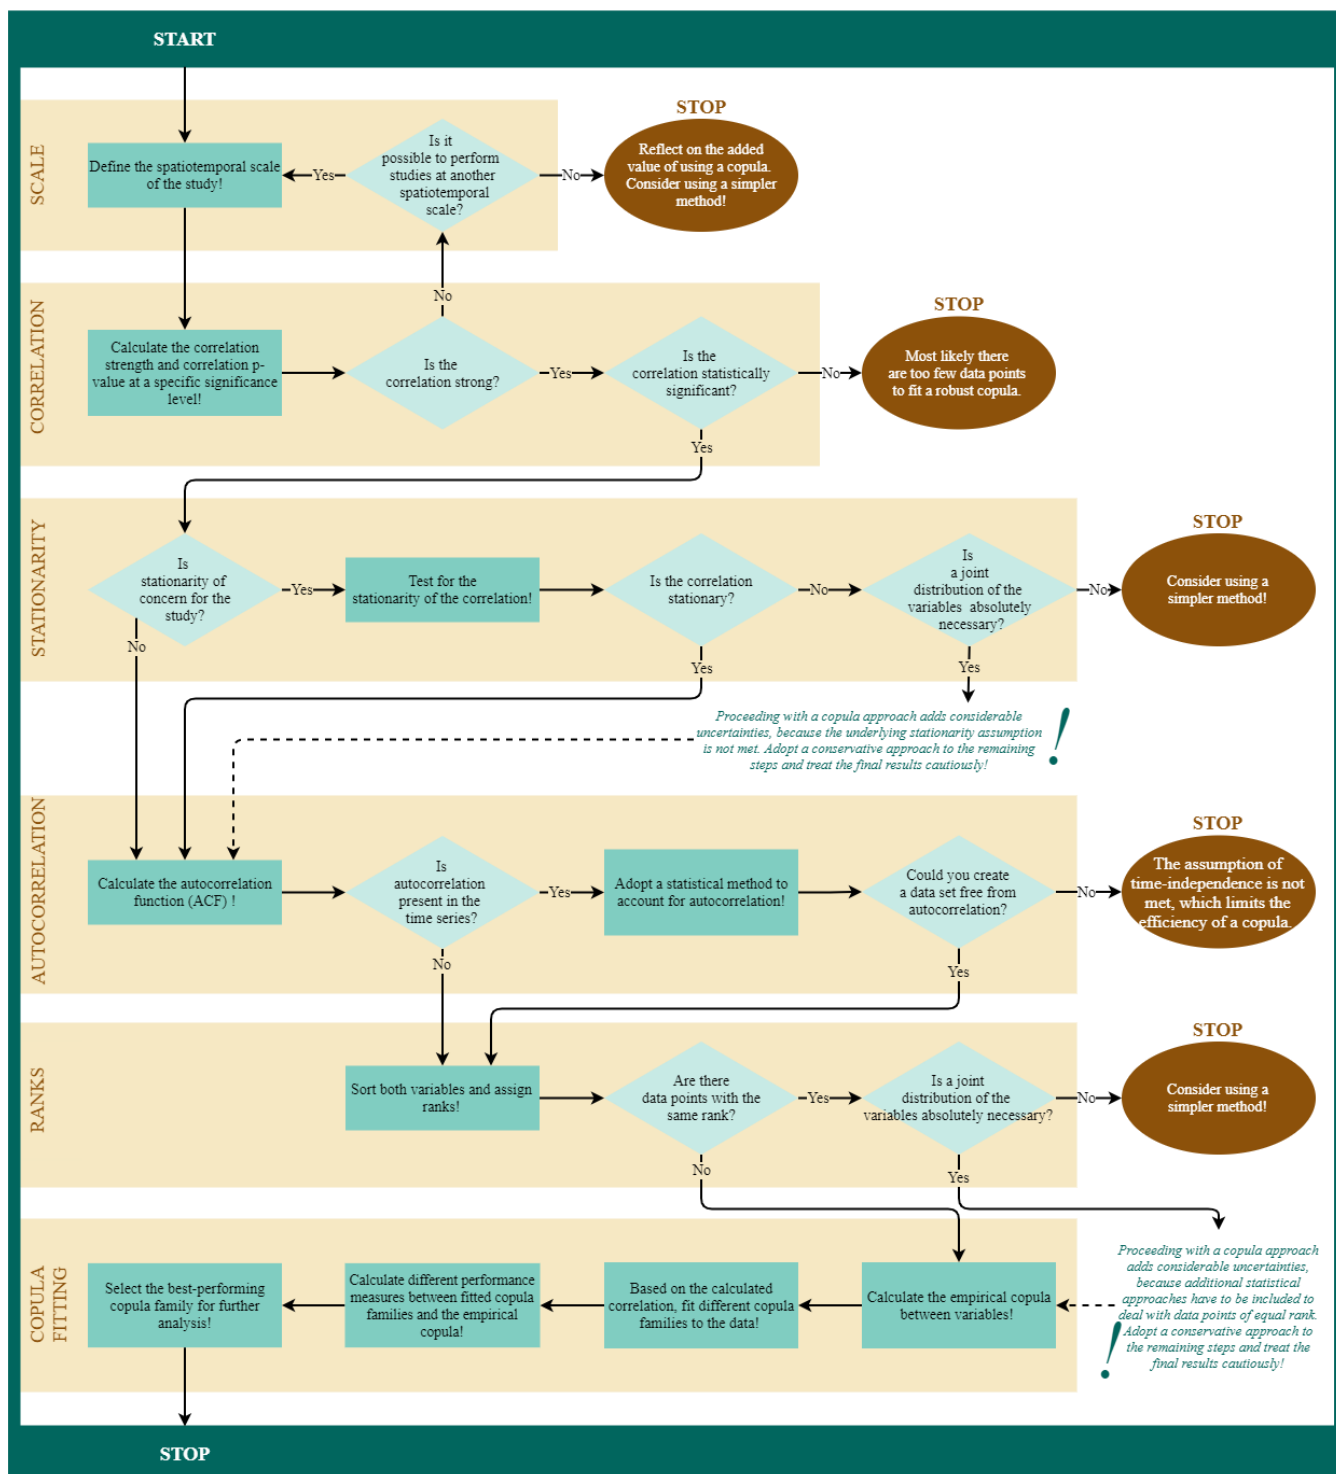 START
SCALE
Define the spatiotemporal scale
of the study!
Yes
Is it
possible to perform
studies at another
spatiotemporal
scale?
No
STOP
Reflect on the added
value of using a copula.
Consider using a simpler
method!
No
CORRELATION
Calculate the correlation
strength and correlation p-
value at a specific significance
level!
Is the
correlation strong?
Yes
Is the
correlation statistically
significant?
No
STOP
Most likely there
are too few data points
to fit a robust copula.
Yes
STATIONARITY
Is
stationarity of
concern for the
study?
Yes
Test for the
stationarity of the correlation!
Is the correlation
stationary?
No
Is
a joint
distribution of the
variables absolutely
necessary?
No
STOP
Consider using a
simpler method!
No
Yes
Yes
Proceeding with a copula approach adds considerable
uncertainties, because the underlying stationarity assumption
is not met. Adopt a conservative approach to the remaining
steps and treat the final results cautiously!
!
AUTOCORRELATION
Calculate the autocorrelation
function (ACF) !
Is
autocorrelation
present in the
time series?
Yes
Adopt a statistical method to
account for autocorrelation!
Could you create
a data set free from
autocorrelation?
No
STOP
The assumption of
time-independence is not
met, which limits the
efficiency of a copula.
No
Yes
RANKS
Sort both variables and assign
ranks!
Are there
data points with the
same rank?
Yes
Is a joint
distribution of the
variables absolutely necessary?
No
STOP
Consider using a
simpler method!
No
Yes
COPULA
FITTING
Select the best-performing
copula family for further
analysis!
Calculate different performance
measures between fitted copula
families and the empirical
copula!
Based on the calculated
correlation, fit different copula
families to the data!
Calculate the empirical copula
between variables!
Proceeding with a copula approach
adds considerable uncertainties,
because additional statistical
approaches have to be included to
deal with data points of equal rank.
Adopt a conservative approach to
the remaining steps and treat the
final results cautiously!
!
STOP